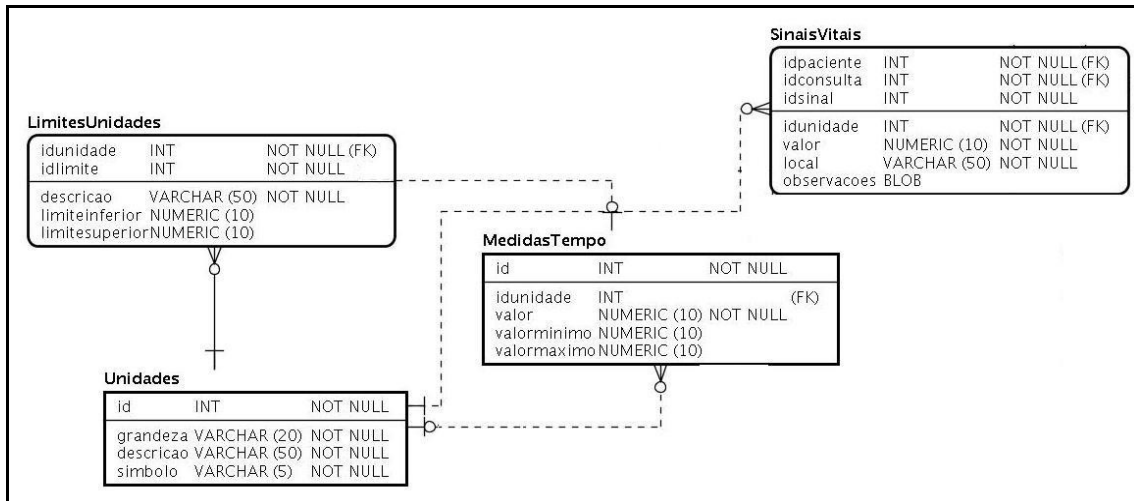 SinaisVitais
idpaciente INT NOT NULL (FK)
idconsulta INT NOT NULL (FK)
idsinal INT NOT NULL
idunidade INT NOT NULL (FK)
valor NUMERIC (10) NOT NULL
local VARCHAR (50) NOT NULL
observacoes BLOB
LimitesUnidades
idunidade INT NOT NULL (FK)
idlimite INT NOT NULL
descricao VARCHAR (50) NOT NULL
limiteinferior NUMERIC (10)
limitesuperior NUMERIC (10)
MedidasTempo
id INT NOT NULL
idunidade INT (FK)
valor NUMERIC (10) NOT NULL
valorminimo NUMERIC (10)
valormaximo NUMERIC (10)
Unidades
id INT NOT NULL
grandeza VARCHAR (20) NOT NULL
descricao VARCHAR (50) NOT NULL
simbolo VARCHAR (5) NOT NULL